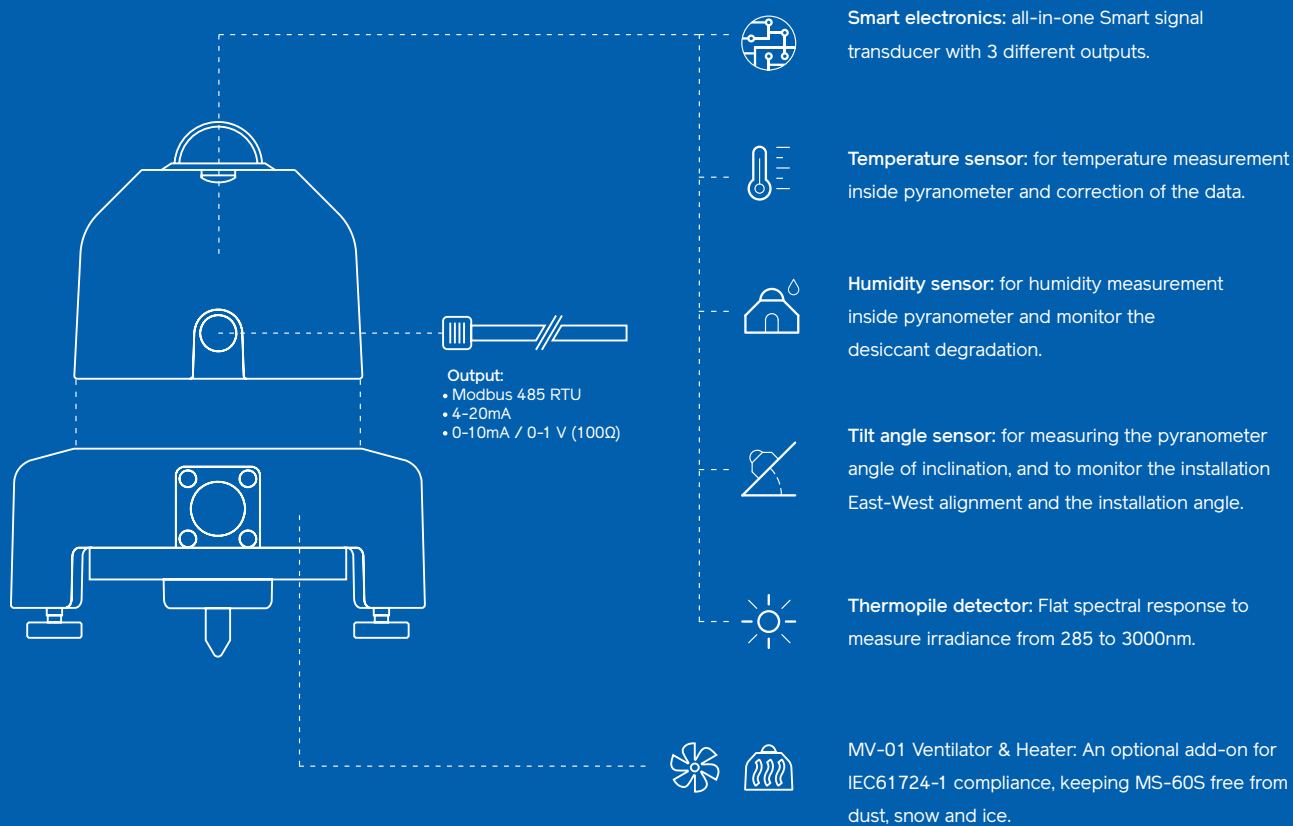 Smart electronics: all-in-one Smart signal
transducer with 3 different outputs.
Temperature sensor: for temperature measurement
inside pyranometer and correction of the data.
Humidity sensor: for humidity measurement
inside pyranometer and monitor the
desiccant degradation.
Output:
• Modbus 485 RTU
• 4-20mA
• 0-10mA / 0-1 V (100Ω)
Tilt angle sensor: for measuring the pyranometer
angle of inclination, and to monitor the installation
East-West alignment and the installation angle.
Thermopile detector: Flat spectral response to
measure irradiance from 285 to 3000nm.
MV-01 Ventilator & Heater: An optional add-on for
IEC61724-1 compliance, keeping MS-60S free from
dust, snow and ice.